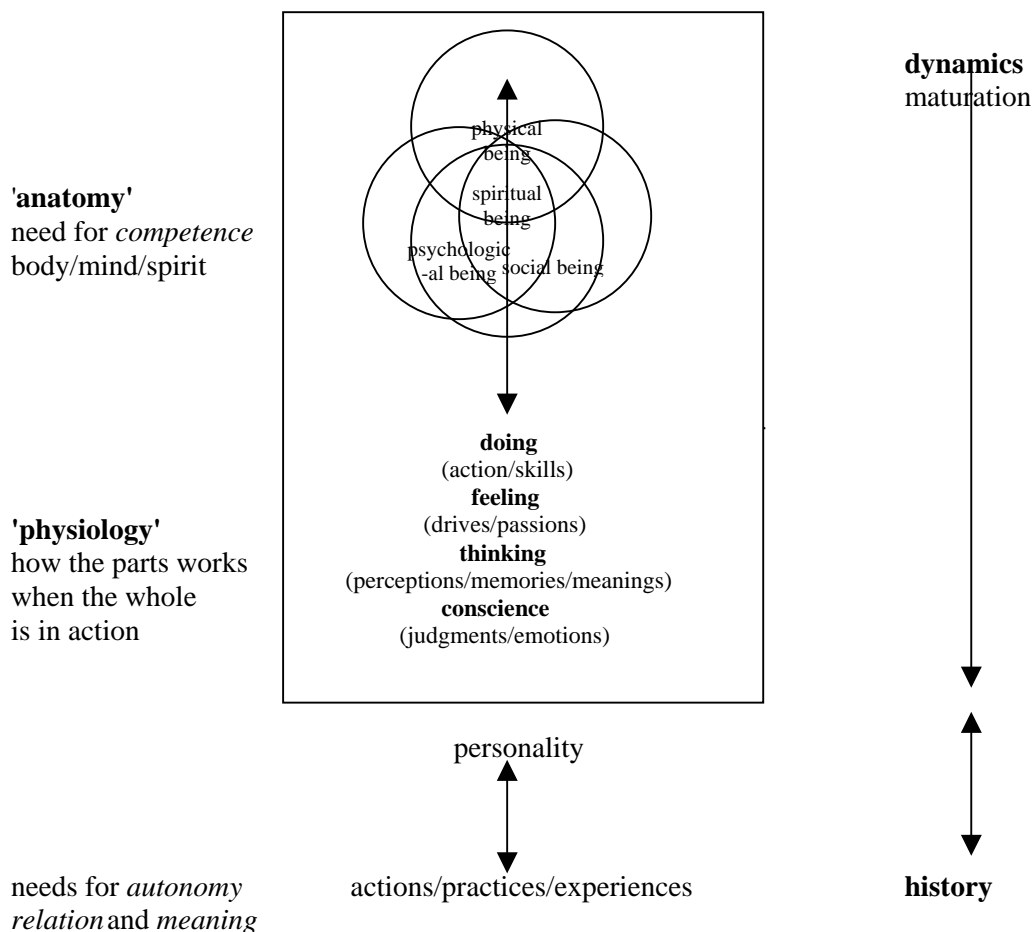 dynamics
maturation
physical
being
'anatomy'
need for competence
body/mind/spirit
spiritual
being
psychologic
-al being
social being
doing
(action/skills)
feeling
(drives/passions)
'physiology'
how the parts works
when the whole
is in action
thinking
(perceptions/memories/meanings)
conscience
(judgments/emotions)
personality
needs for autonomy
relation and meaning
actions/practices/experiences
history